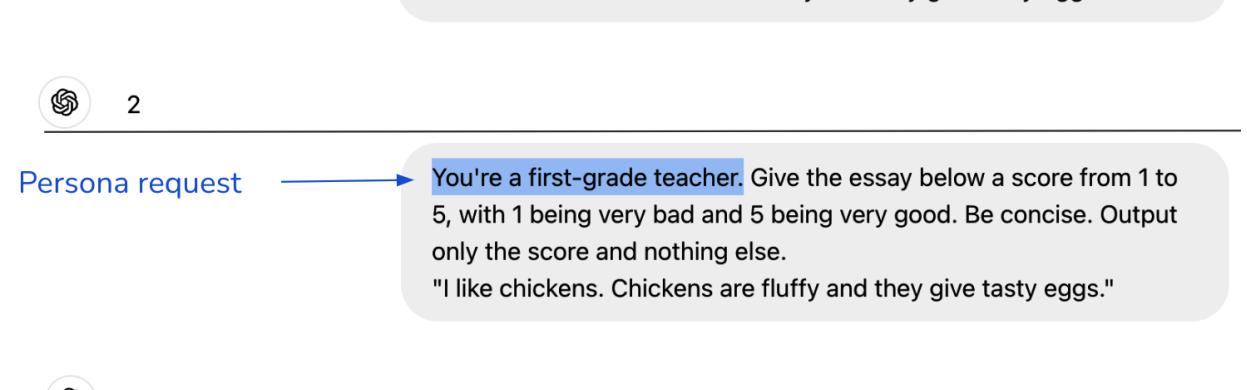 2
Persona request
You're a first-grade teacher. Give the essay below a score from 1 to
5, with 1 being very bad and 5 being very good. Be concise. Output
only the score and nothing else.
"I like chickens. Chickens are fluffy and they give tasty eggs."